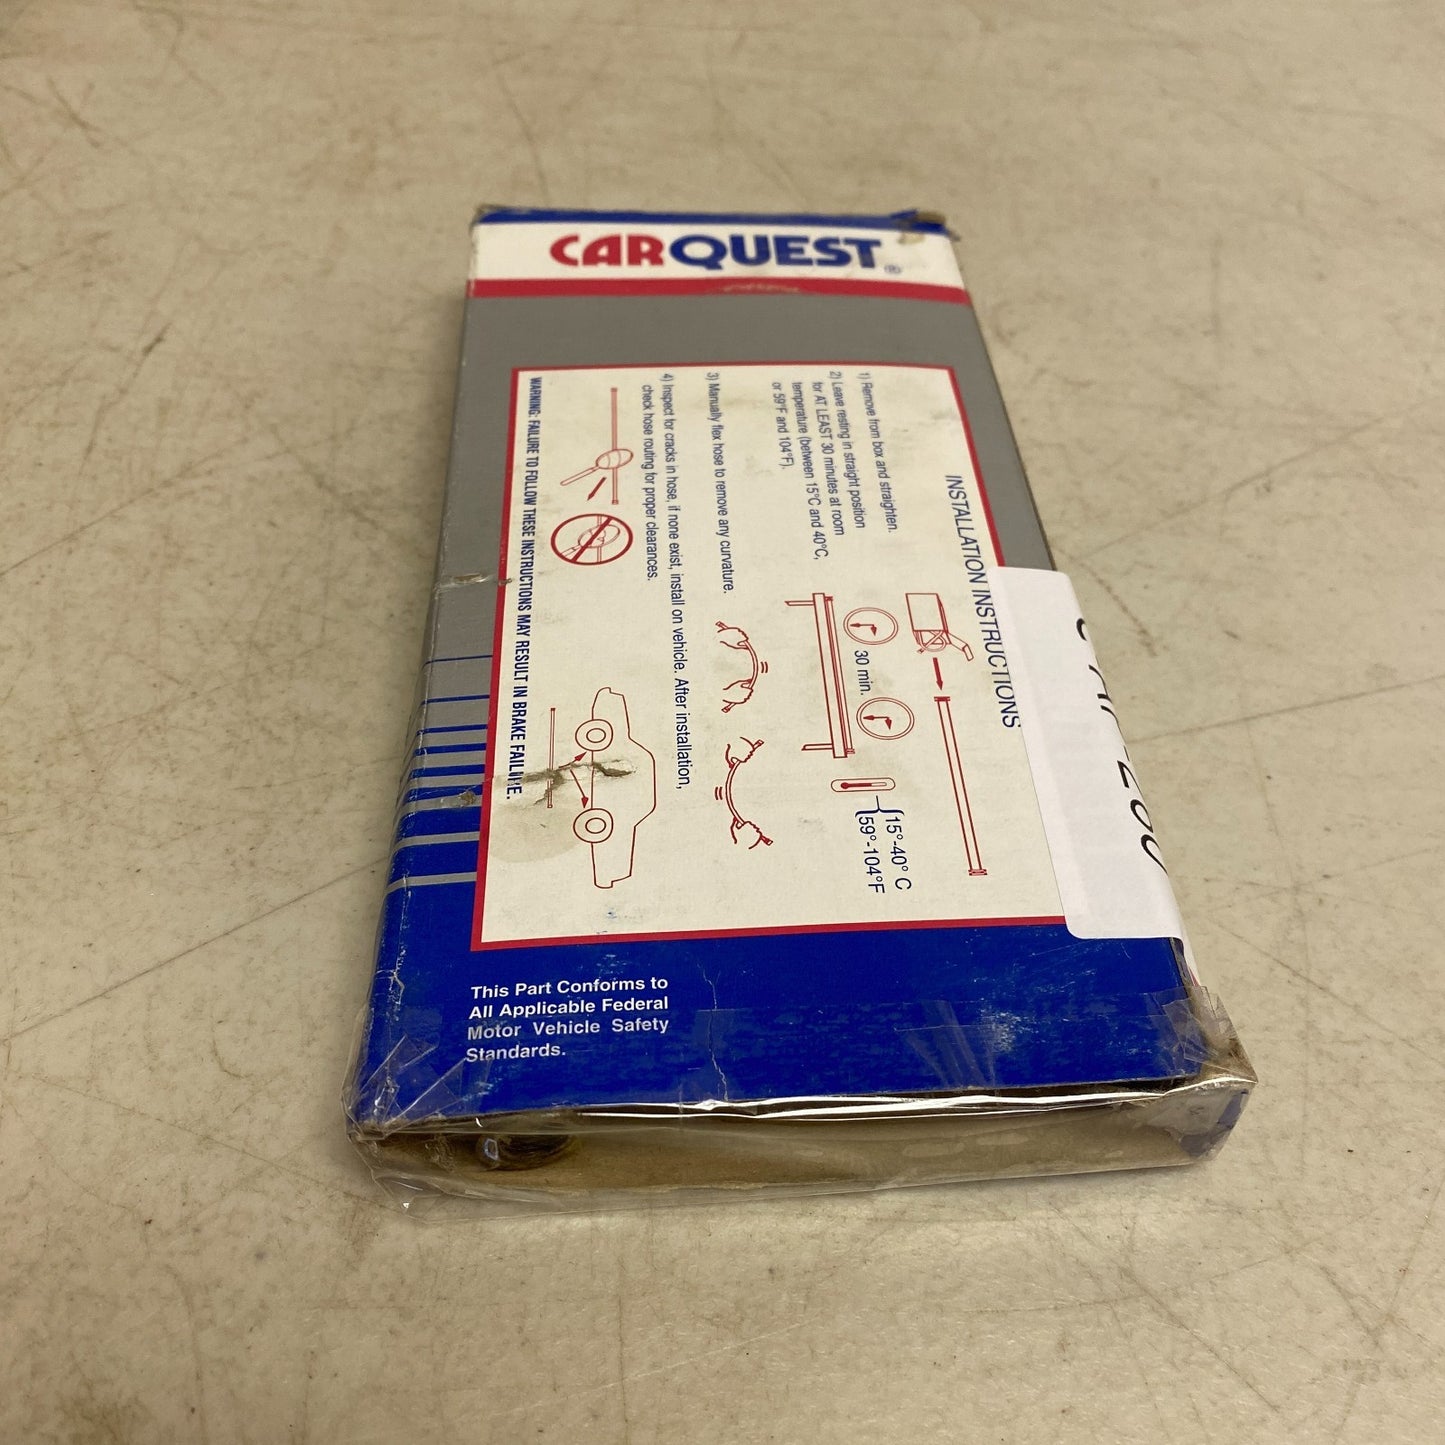 CARQUEST®
INSTALLATION INSTRUCTIONS
1) Remove from box and straighten.
2) Leave resting in straight position
for AT LEAST 30 minutes at room
temperature (between 15°C and 40°C,
or 59°F and 104°F).
30 min.
15°-40° C
59°-104°F
3) Manually flex hose to remove any curvature.
4) Inspect for cracks in hose, if none exist, install on vehicle. After installation,
check hose routing for proper clearances.
WARNING: FAILURE TO FOLLOW THESE INSTRUCTIONS MAY RESULT IN BRAKE FAILURE.
This Part Conforms to
All Applicable Federal
Motor Vehicle Safety
Standards.